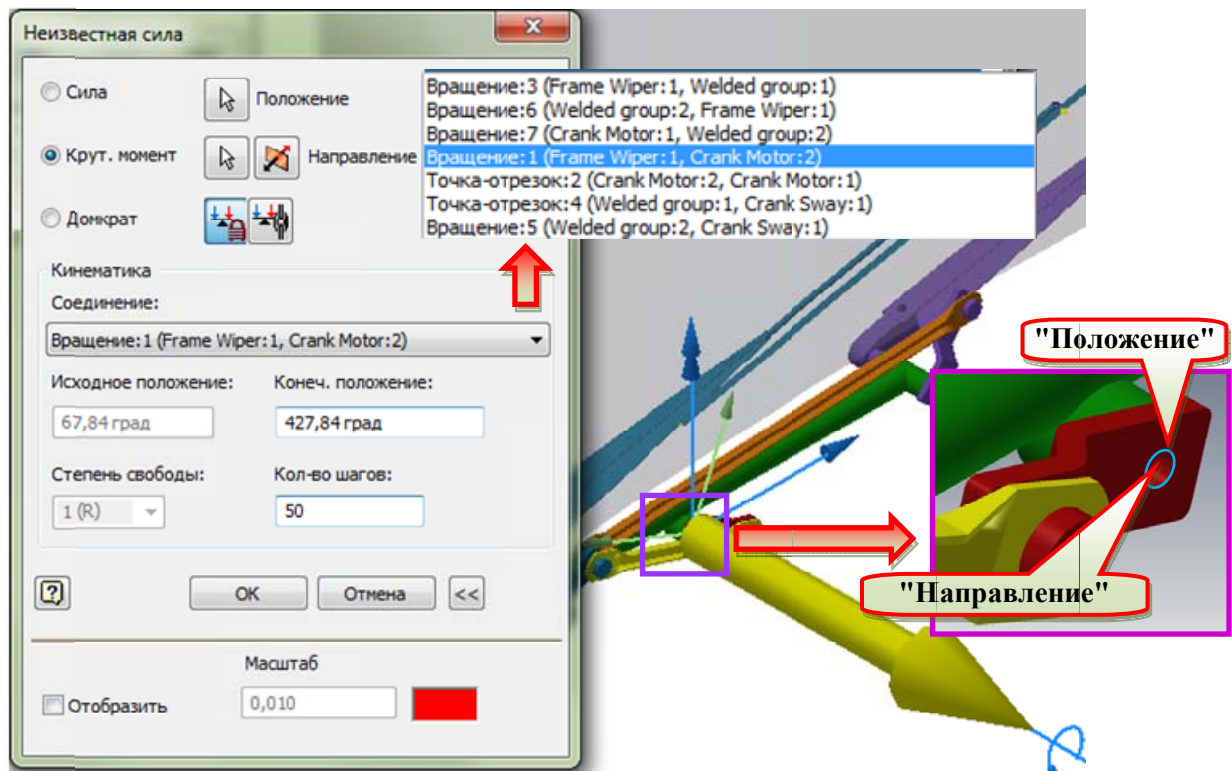 Неизвестная сила
Сила
Положение
Крут. момент
Направление
Домкрат
Вращение:3 (Frame Wiper:1, Welded group:1)
Вращение:6 (Welded group:2, Frame Wiper:1)
Вращение:7 (Crank Motor:1, Welded group:2)
Вращение:1 (Frame Wiper:1, Crank Motor:2)
Точка-отрезок:2 (Crank Motor:2, Crank Motor:1)
Точка-отрезок:4 (Welded group:1, Crank Sway:1)
Вращение:5 (Welded group:2, Crank Sway:1)
Кинематика
Соединение:
Вращение:1 (Frame Wiper:1, Crank Motor:2)
Исходное положение: Конеч. положение:
67,84 град 427,84 град
Степень свободы: Кол-во шагов:
1 (R) 50
? ОК Отмена <<
Масштаб
Отобразить 0,010
"Положение"
"Направление"